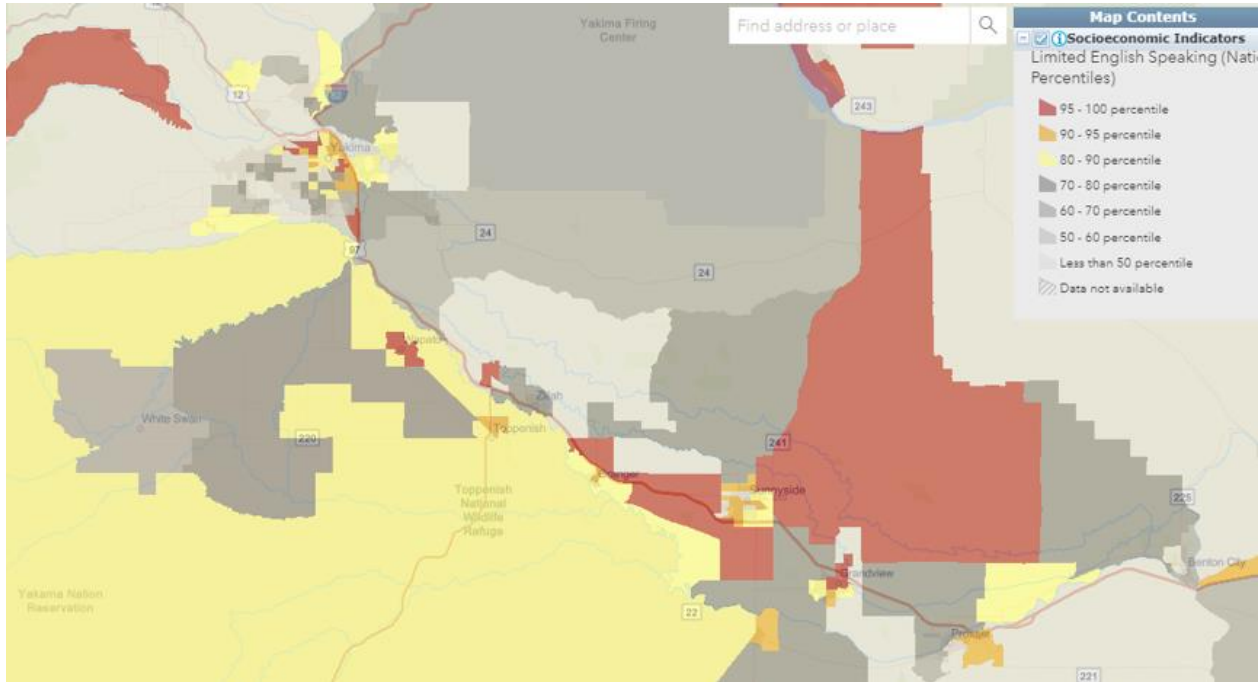 Yakima Firing
Center
Find address or place
Map Contents
Socioeconomic Indicators
Limited English Speaking (Natio
Percentiles)
95 - 100 percentile
90 - 95 percentile
80 - 90 percentile
70 - 80 percentile
60 - 70 percentile
50 - 60 percentile
Less than 50 percentile
Data not available
12
243
Yakima
97
24
24
Wapato
White Swan
Zillah
Toppenish
220
241
Granger
Sunnyside
Toppenish
National
Wildlife
Refuge
225
Grandview
Benton City
Yakama Nation
Reservation
22
Prosser
221